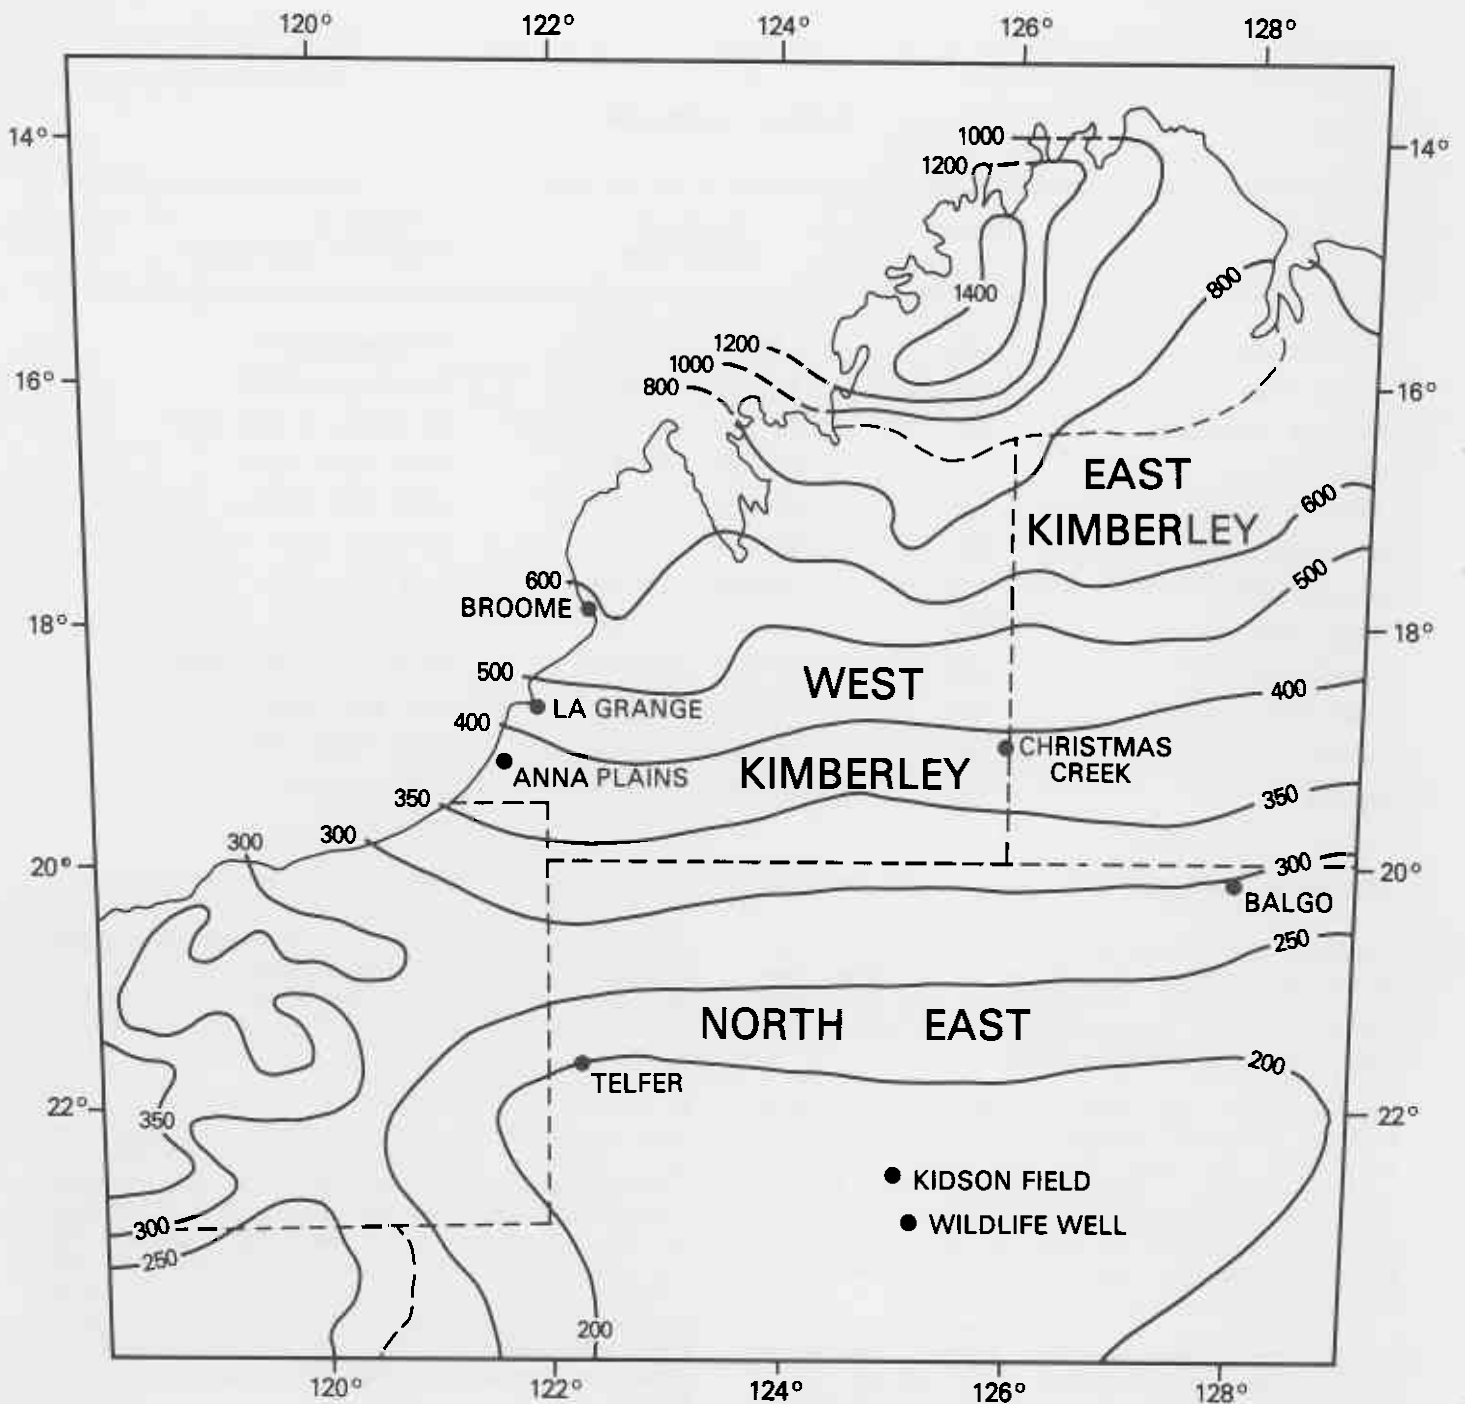 120° 122° 124° 126° 128°
14° 1000 14°
1200
800
1400
1200
1000
16° 800 16°
EAST
600
KIMBERLEY
500
600
BROOME
18° 18°
500 WEST 400
LA GRANGE
400
CHRISTMAS
KIMBERLEY CREEK
ANNA PLAINS
350 350
300 300
20° 300 20°
BALGO
250
NORTH EAST
200
TELFER
22° 350 22°
KIDSON FIELD
WILDLIFE WELL
300
250
200
120° 122° 124° 126° 128°